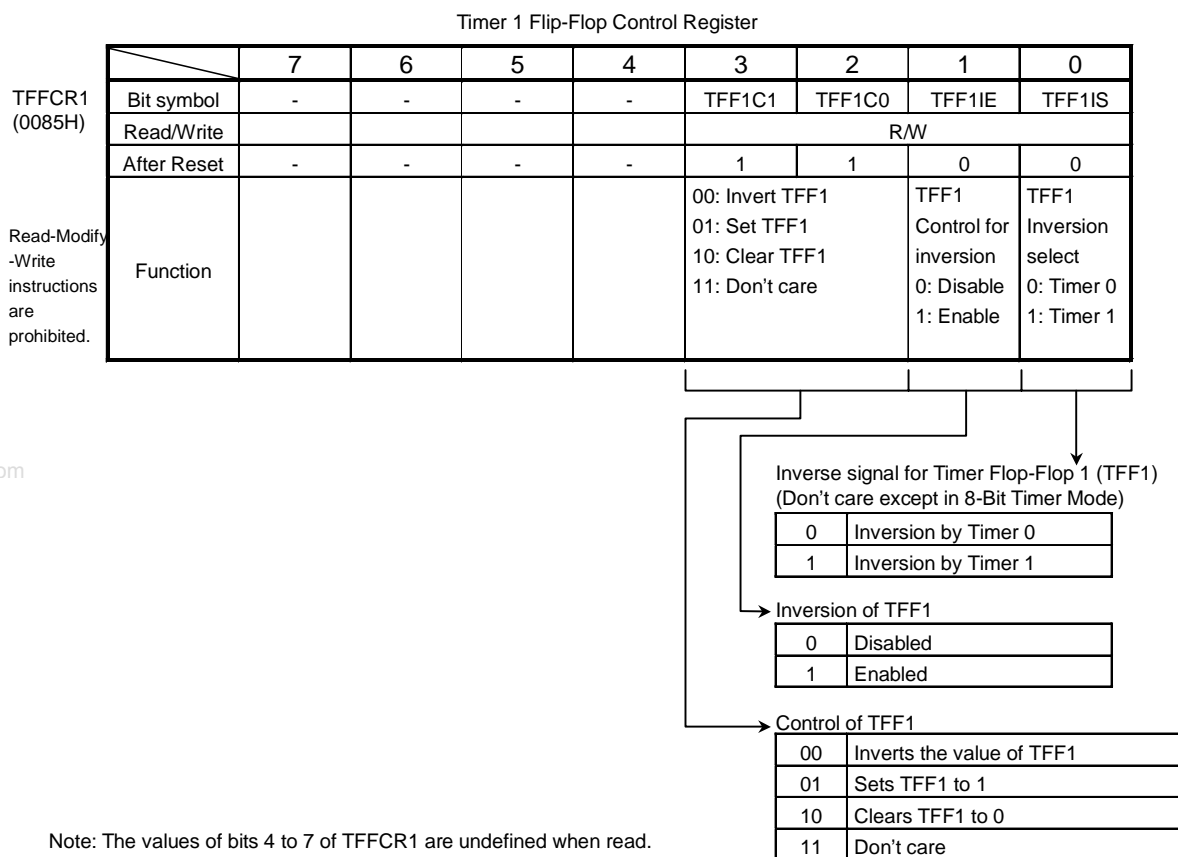 Timer 1 Flip-Flop Control Register
7 6 5 4 3 2 1 0
TFFCR1
(0085H)
Bit symbol - - - - TFF1C1 TFF1C0 TFF1IE TFF1IS
Read/Write R/W
After Reset - - - - 1 1 0 0
Read-Modify
-Write
instructions
are
prohibited.
Function
00: Invert TFF1
01: Set TFF1
10: Clear TFF1
11: Don't care
TFF1
Control for
inversion
0: Disable
1: Enable
TFF1
Inversion
select
0: Timer 0
1: Timer 1
om
Inverse signal for Timer Flop-Flop 1 (TFF1)
(Don't care except in 8-Bit Timer Mode)
0 Inversion by Timer 0
1 Inversion by Timer 1
Inversion of TFF1
0 Disabled
1 Enabled
Control of TFF1
00 Inverts the value of TFF1
01 Sets TFF1 to 1
10 Clears TFF1 to 0
11 Don't care
Note: The values of bits 4 to 7 of TFFCR1 are undefined when read.